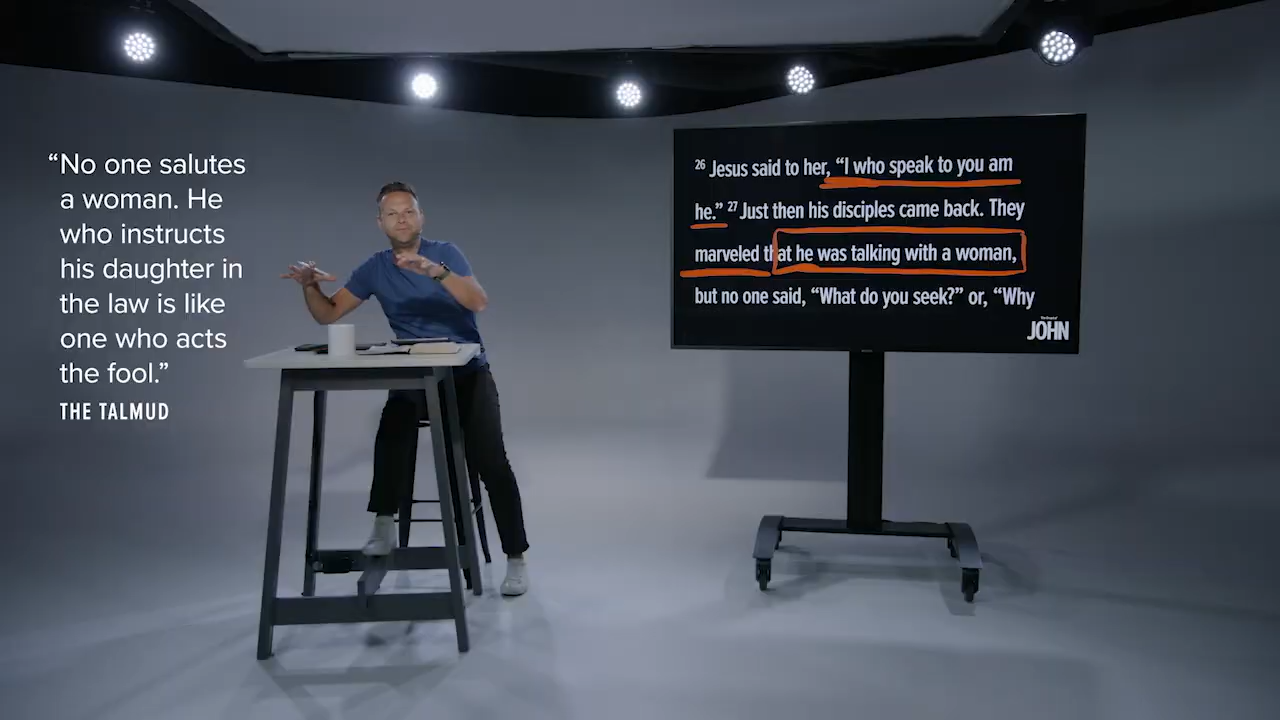 “No one salutes
a woman. He
who instructs
his daughter in
the law is like
one who acts
the fool.”
THE TALMUD
26 Jesus said to her, “I who speak to you am
he.” 27 Just then his disciples came back. They
marveled that he was talking with a woman,
but no one said, “What do you seek?” or, “Why
JOHN